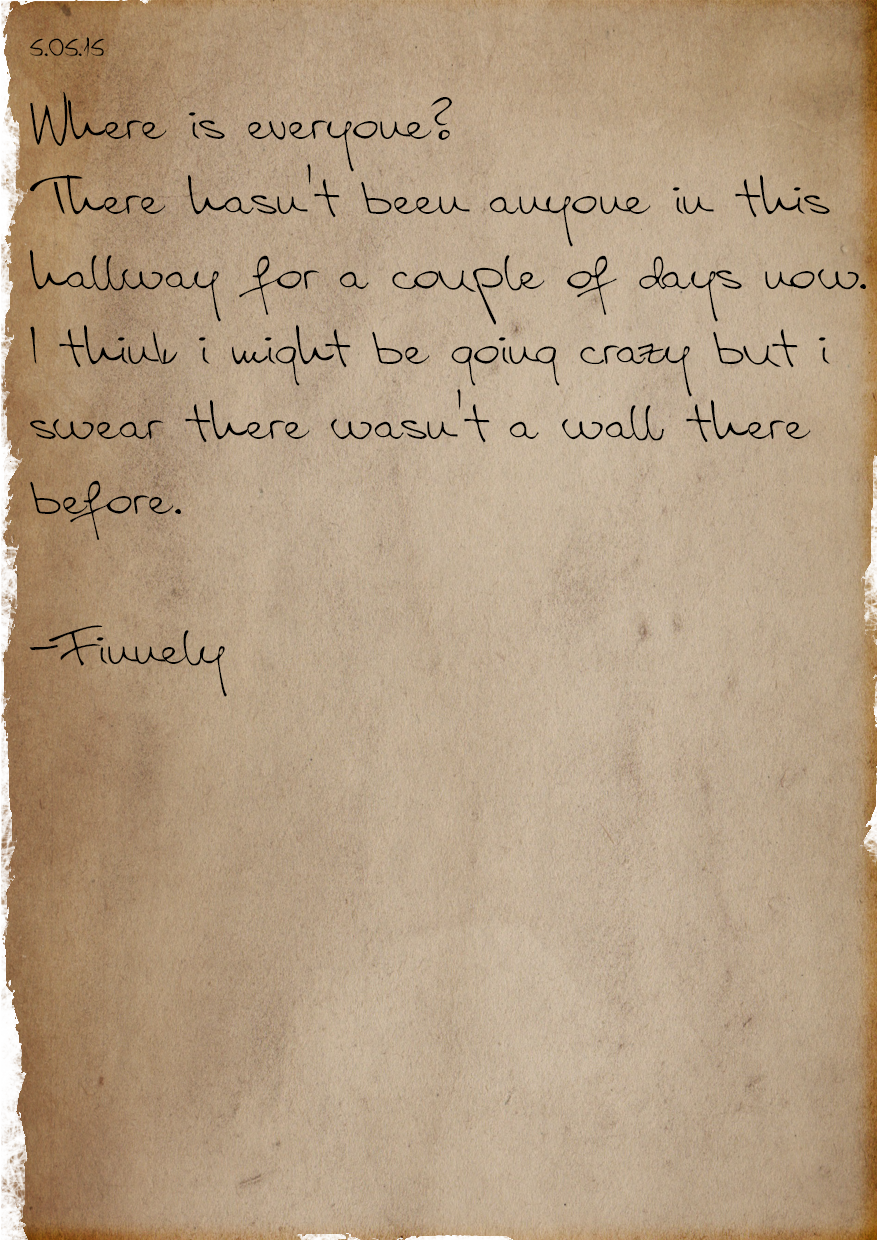 5.05.15
Where is everyone?
There hasn't been anyone in this
hallway for a couple of days now.
I think i might be going crazy but i
swear there wasn't a wall there
before.
-Finnely